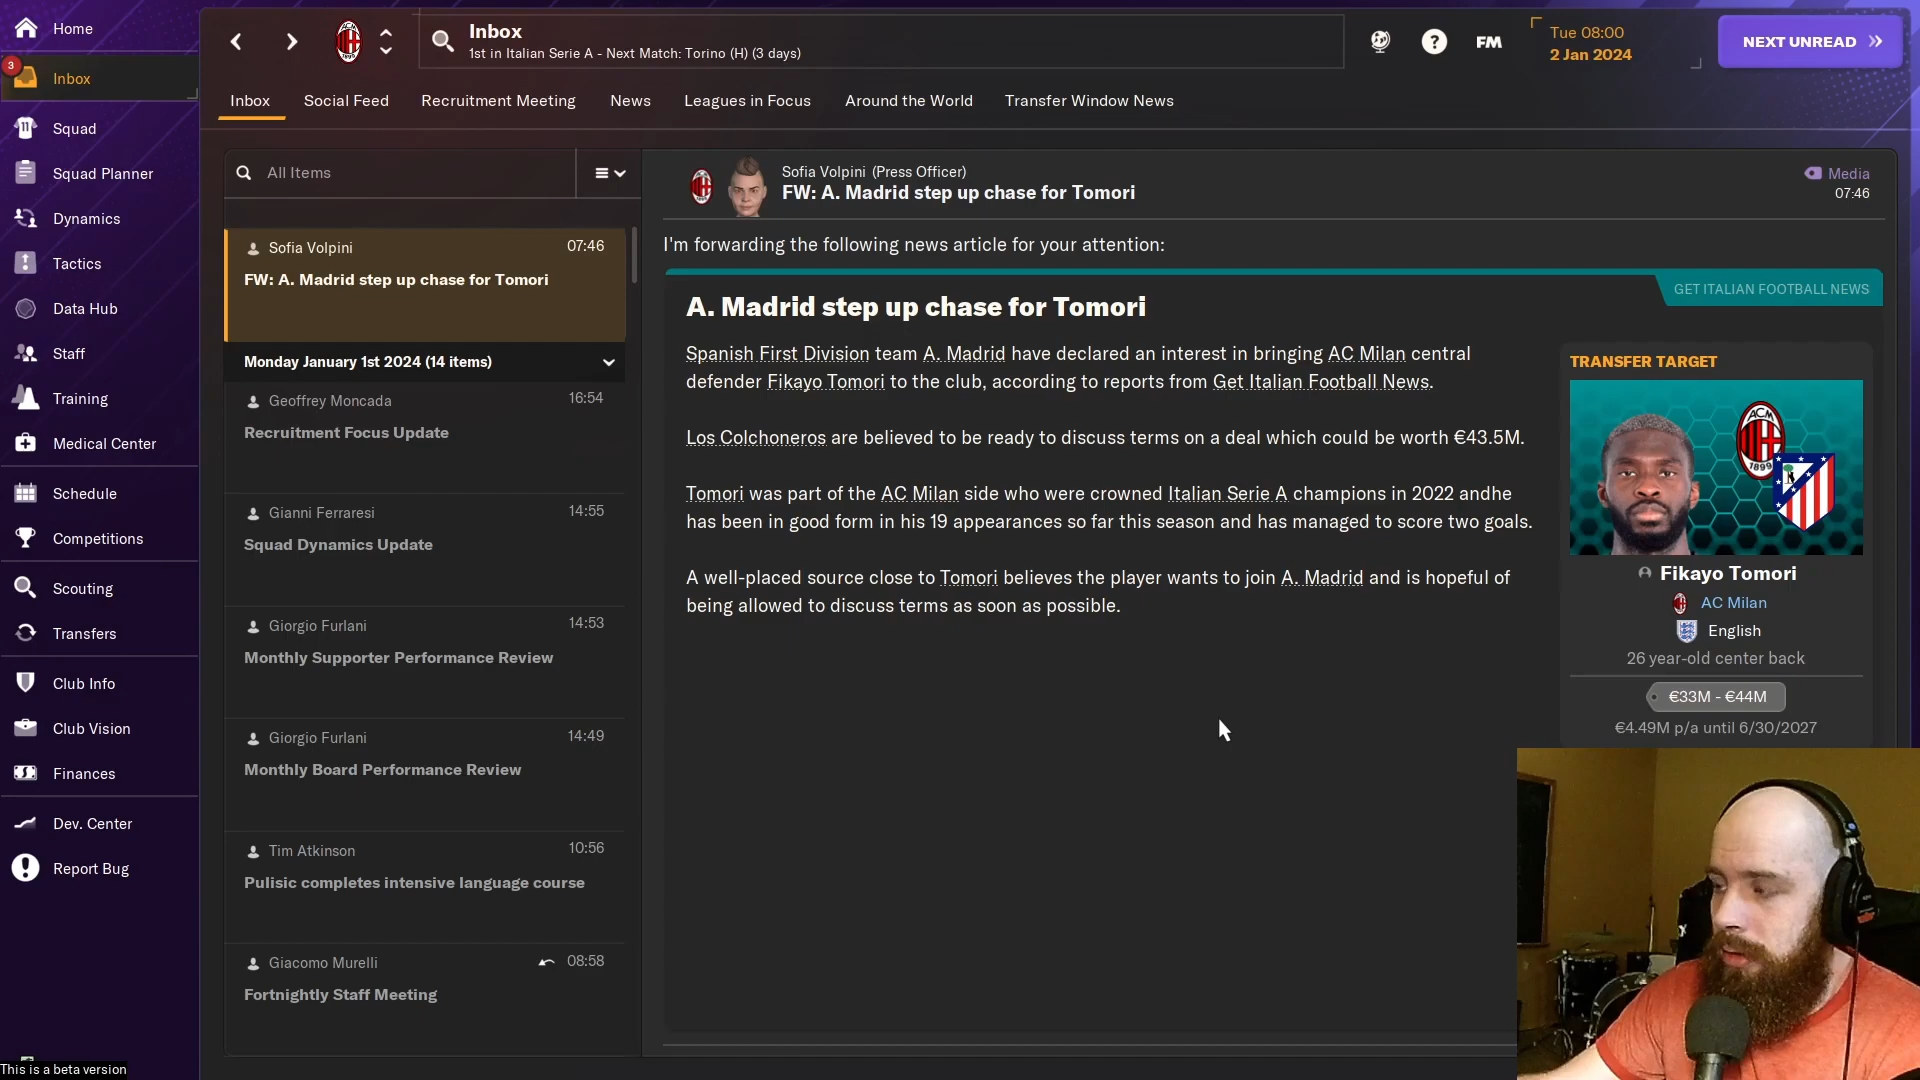 Home
Inbox
3
Squad
Squad Planner
Dynamics
Tactics
Data Hub
Staff
Training
Medical Center
Schedule
Competitions
Scouting
Transfers
Club Info
Club Vision
Finances
Dev. Center
Report Bug
This is a beta version
Inbox
1st in Italian Serie A - Next Match: Torino (H) (3 days)
FM
Tue 08:00
2 Jan 2024
NEXT UNREAD
Inbox
Social Feed
Recruitment Meeting
News
Leagues in Focus
Around the World
Transfer Window News
All Items
Sofia Volpini
07:46
FW: A. Madrid step up chase for Tomori
Monday January 1st 2024 (14 items)
Geoffrey Moncada
16:54
Recruitment Focus Update
Gianni Ferraresi
14:55
Squad Dynamics Update
Giorgio Furlani
14:53
Monthly Supporter Performance Review
Giorgio Furlani
14:49
Monthly Board Performance Review
Tim Atkinson
10:56
Pulisic completes intensive language course
Giacomo Murelli
08:58
Fortnightly Staff Meeting
Sofia Volpini (Press Officer)
FW: A. Madrid step up chase for Tomori
Media
07:46
I'm forwarding the following news article for your attention:
GET ITALIAN FOOTBALL NEWS
A. Madrid step up chase for Tomori
Spanish First Division team A. Madrid have declared an interest in bringing AC Milan central
defender Fikayo Tomori to the club, according to reports from Get Italian Football News.
Los Colchoneros are believed to be ready to discuss terms on a deal which could be worth €43.5M.
Tomori was part of the AC Milan side who were crowned Italian Serie A champions in 2022 andhe
has been in good form in his 19 appearances so far this season and has managed to score two goals.
A well-placed source close to Tomori believes the player wants to join A. Madrid and is hopeful of
being allowed to discuss terms as soon as possible.
TRANSFER TARGET
ACM
1899
Fikayo Tomori
AC Milan
English
26 year-old center back
€33M - €44M
€4.49M p/a until 6/30/2027